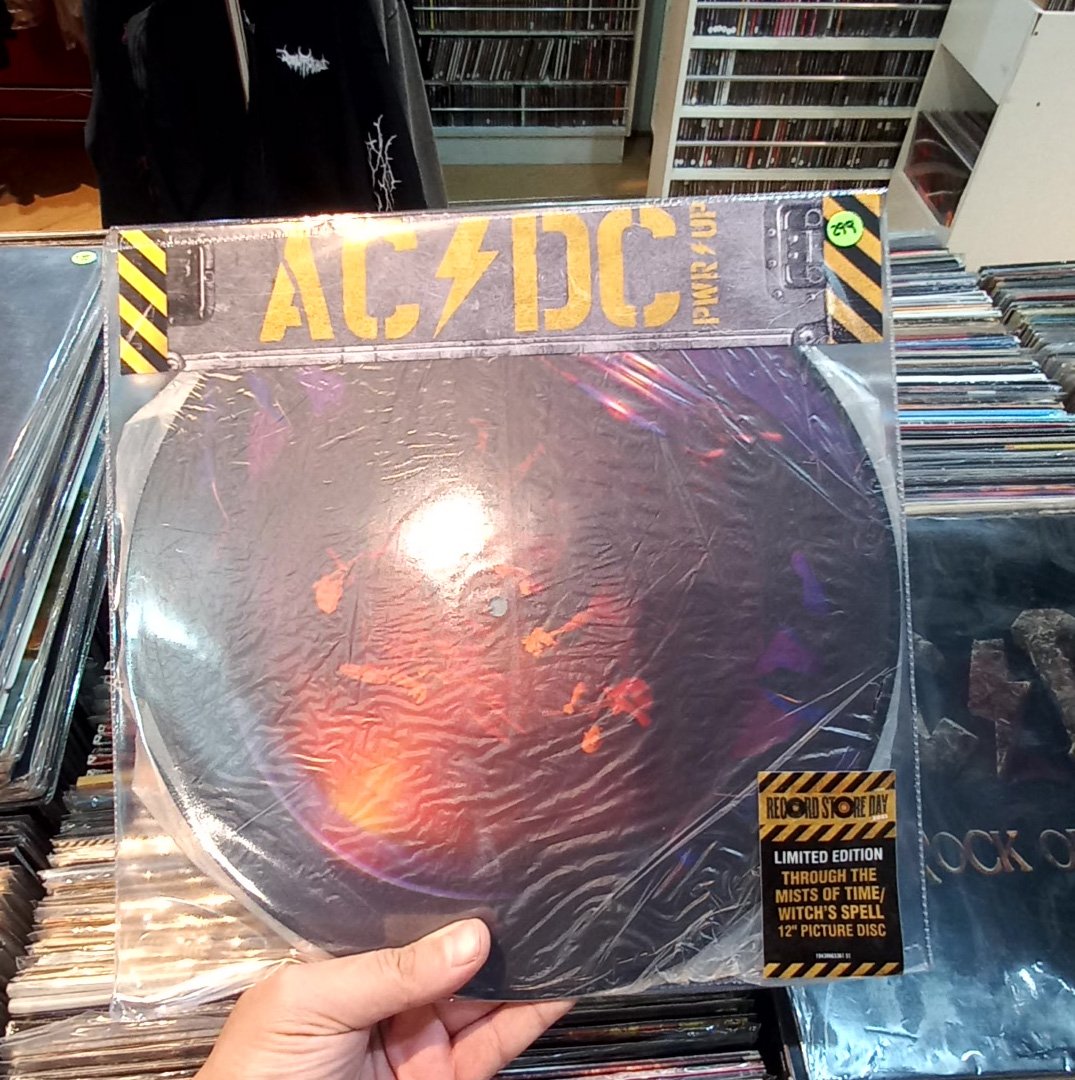 AC⚡DC
PWR⚡UP
299
RECORD STORE DAY
LIMITED EDITION
THROUGH THE
MISTS OF TIME/
WITCH'S SPELL
12" PICTURE DISC
ROCK O